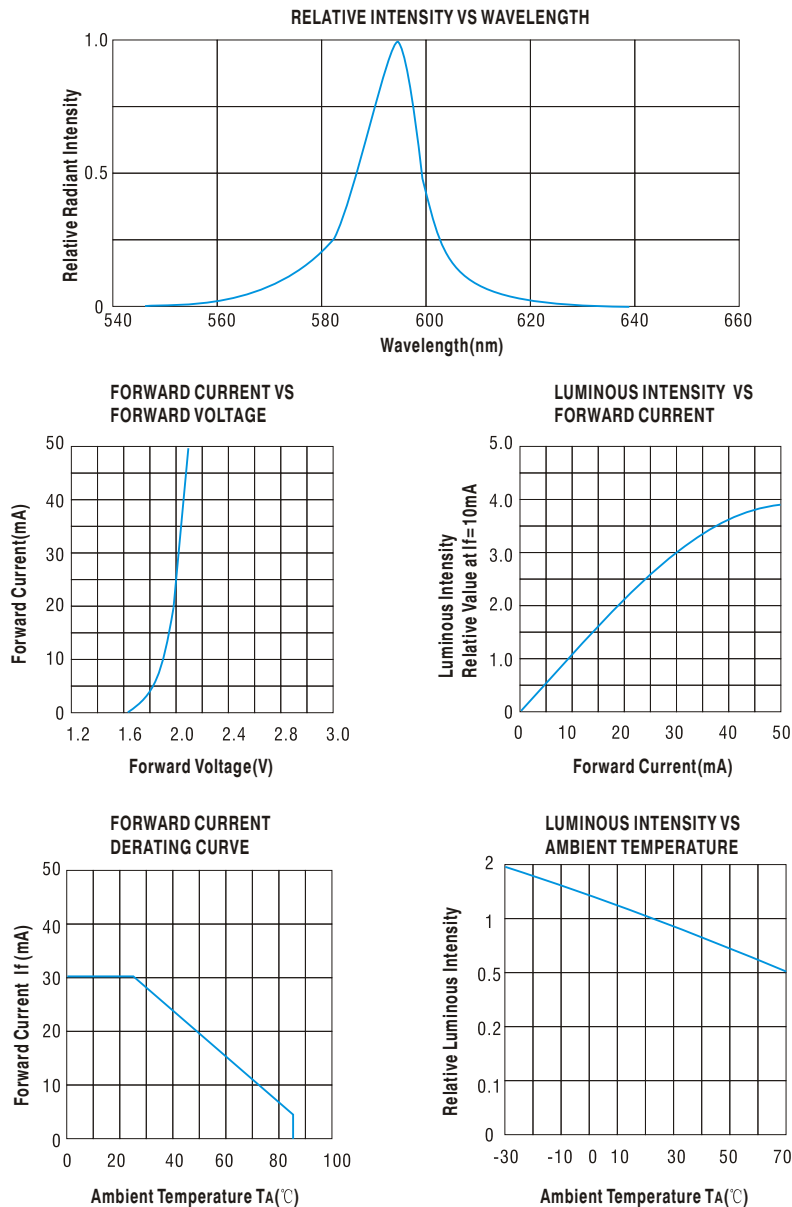 RELATIVE INTENSITY VS WAVELENGTH
Relative Radiant Intensity
1.0
0.5
0
540 560 580 600 620 640 660
Wavelength(nm)
FORWARD CURRENT VS
FORWARD VOLTAGE
Forward Current(mA)
50
40
30
20
10
0
1.2 1.6 2.0 2.4 2.8 3.0
Forward Voltage(V)
LUMINOUS INTENSITY VS
FORWARD CURRENT
Luminous Intensity
Relative Value at If=10mA
5.0
4.0
3.0
2.0
1.0
0
0 10 20 30 40 50
Forward Current(mA)
FORWARD CURRENT
DERATING CURVE
Forward Current If (mA)
50
40
30
20
10
0
0 20 40 60 80 100
Ambient Temperature TA(℃)
LUMINOUS INTENSITY VS
AMBIENT TEMPERATURE
Relative Luminous Intensity
2
1
0.5
0.2
0.1
0
-30 -10 0 10 30 50 70
Ambient Temperature TA(℃)